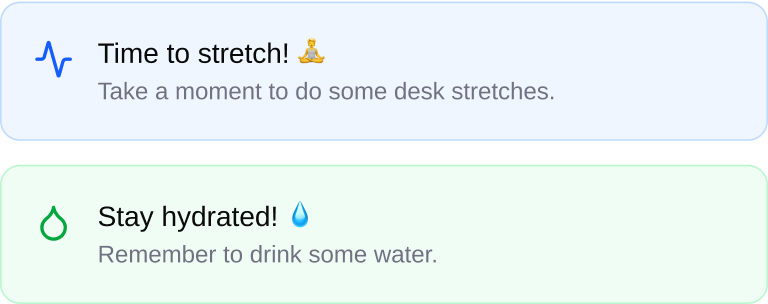 Time to stretch! 🧘
Take a moment to do some desk stretches.
Stay hydrated! 💧
Remember to drink some water.